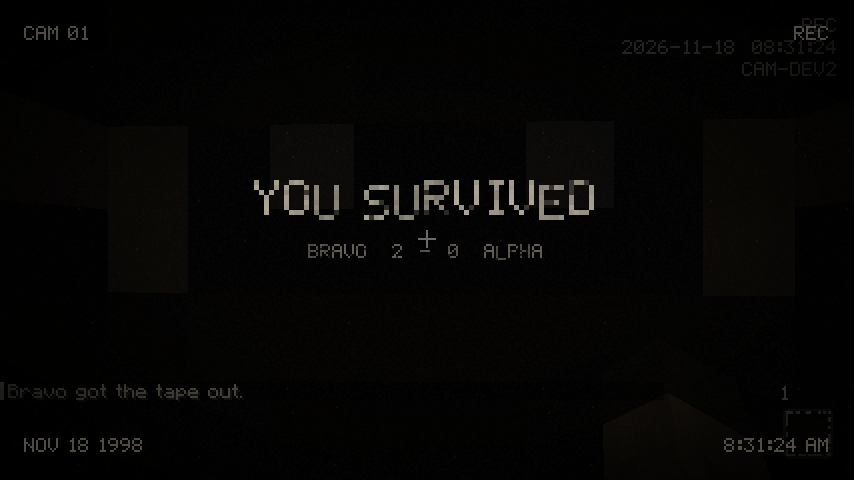 CAM 01
REC
REC
2026-11-18 08:31:24
CAM-DEV2
YOU SURVIVED
BRAVO 2 - 0 ALPHA
Bravo got the tape out.
1
NOV 18 1998
8:31:24 AM